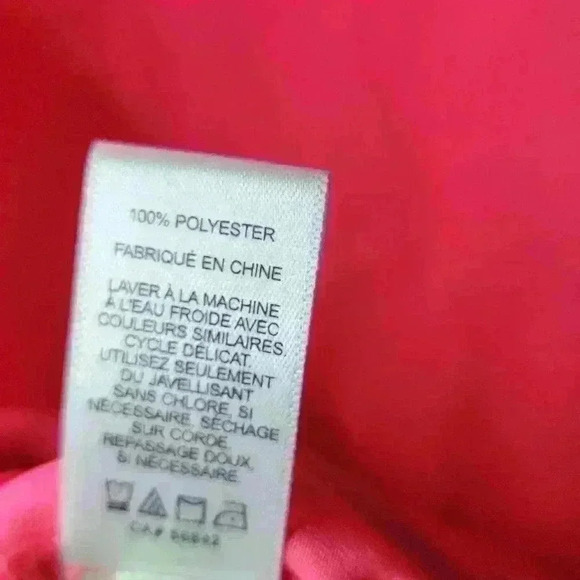 100% POLYESTER
FABRIQUÉ EN CHINE
LAVER À LA MACHINE
À L'EAU FROIDE AVEC
COULEURS SIMILAIRES.
CYCLE DÉLICAT.
UTILISEZ SEULEMENT
DU JAVELLISANT
SANS CHLORE, SI
NÉCESSAIRE. SÉCHAGE
SUR CORDE.
REPASSAGE DOUX,
SI NÉCESSAIRE.
CA#